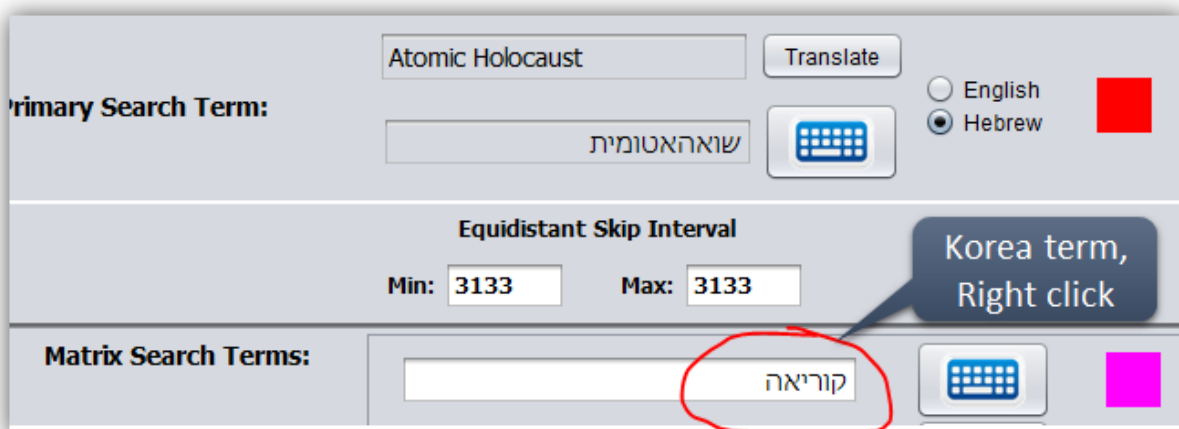 Atomic Holocaust
Translate
English
Primary Search Term:
Hebrew
שואהאטומית
Equidistant Skip Interval
Min: 3133 Max: 3133
Korea term,
Right click
Matrix Search Terms:
קוריאה